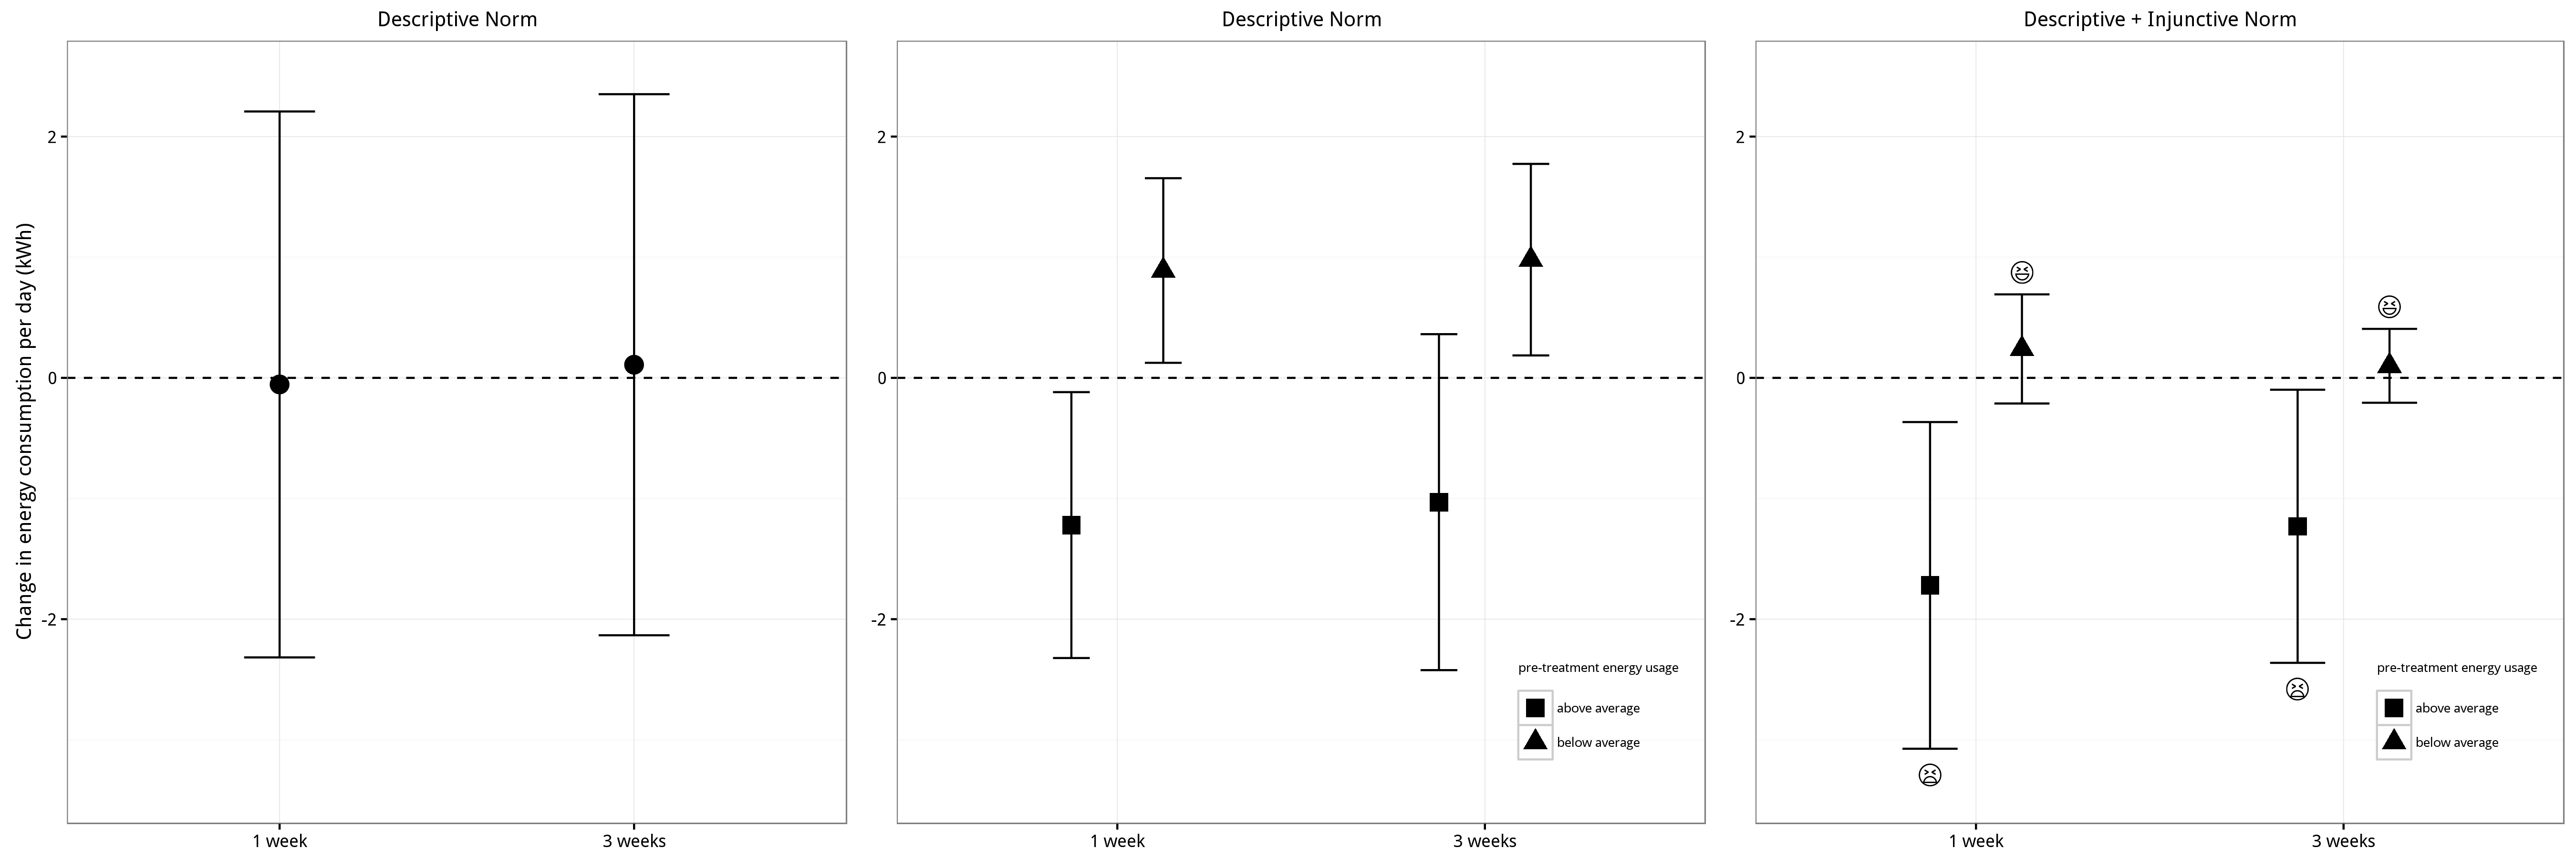 Descriptive Norm
Change in energy consumption per day (kWh)
2
0
-2
1 week
3 weeks
Descriptive Norm
2
0
-2
pre-treatment energy usage
above average
below average
1 week
3 weeks
Descriptive + Injunctive Norm
2
0
-2
pre-treatment energy usage
above average
below average
1 week
3 weeks